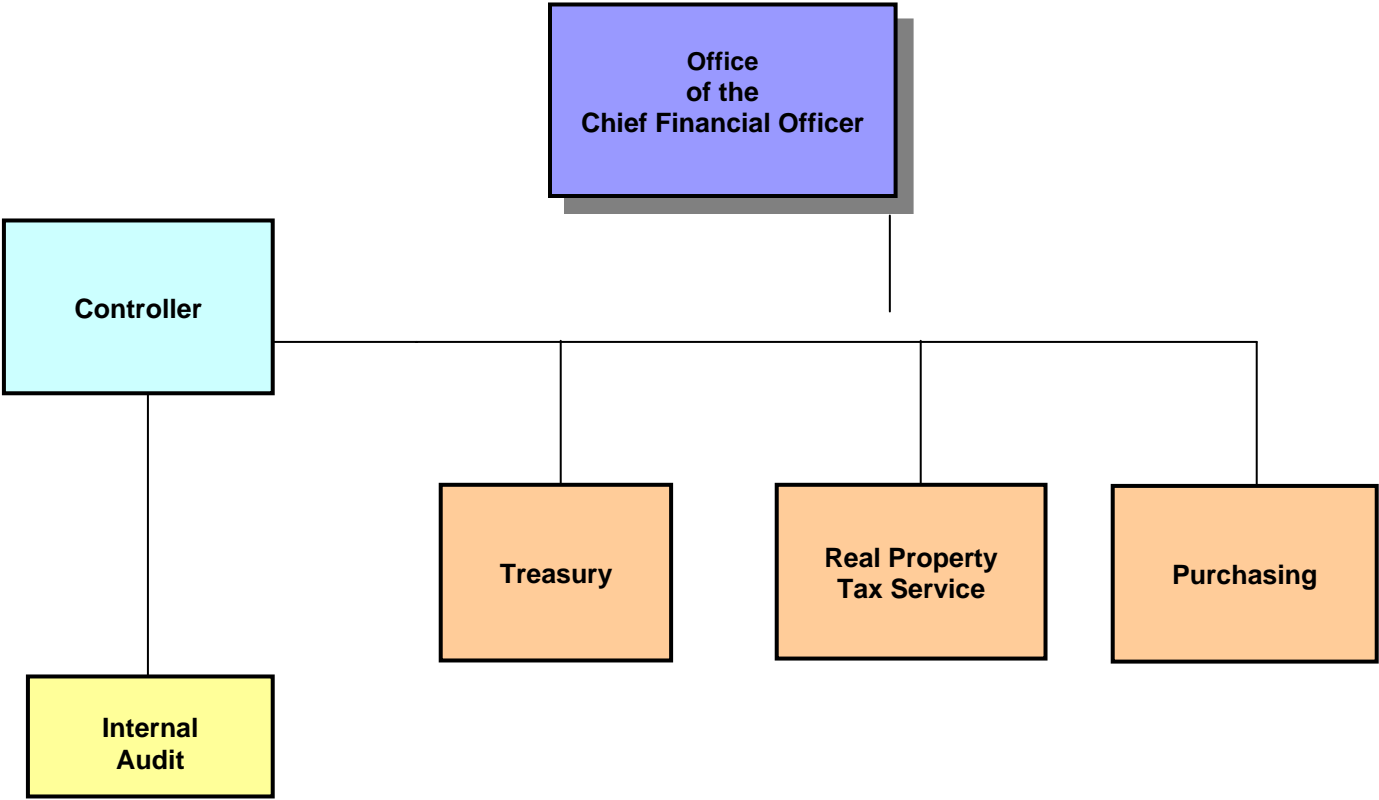 Office
of the
Chief Financial Officer
Controller
Treasury
Real Property
Tax Service
Purchasing
Internal
Audit